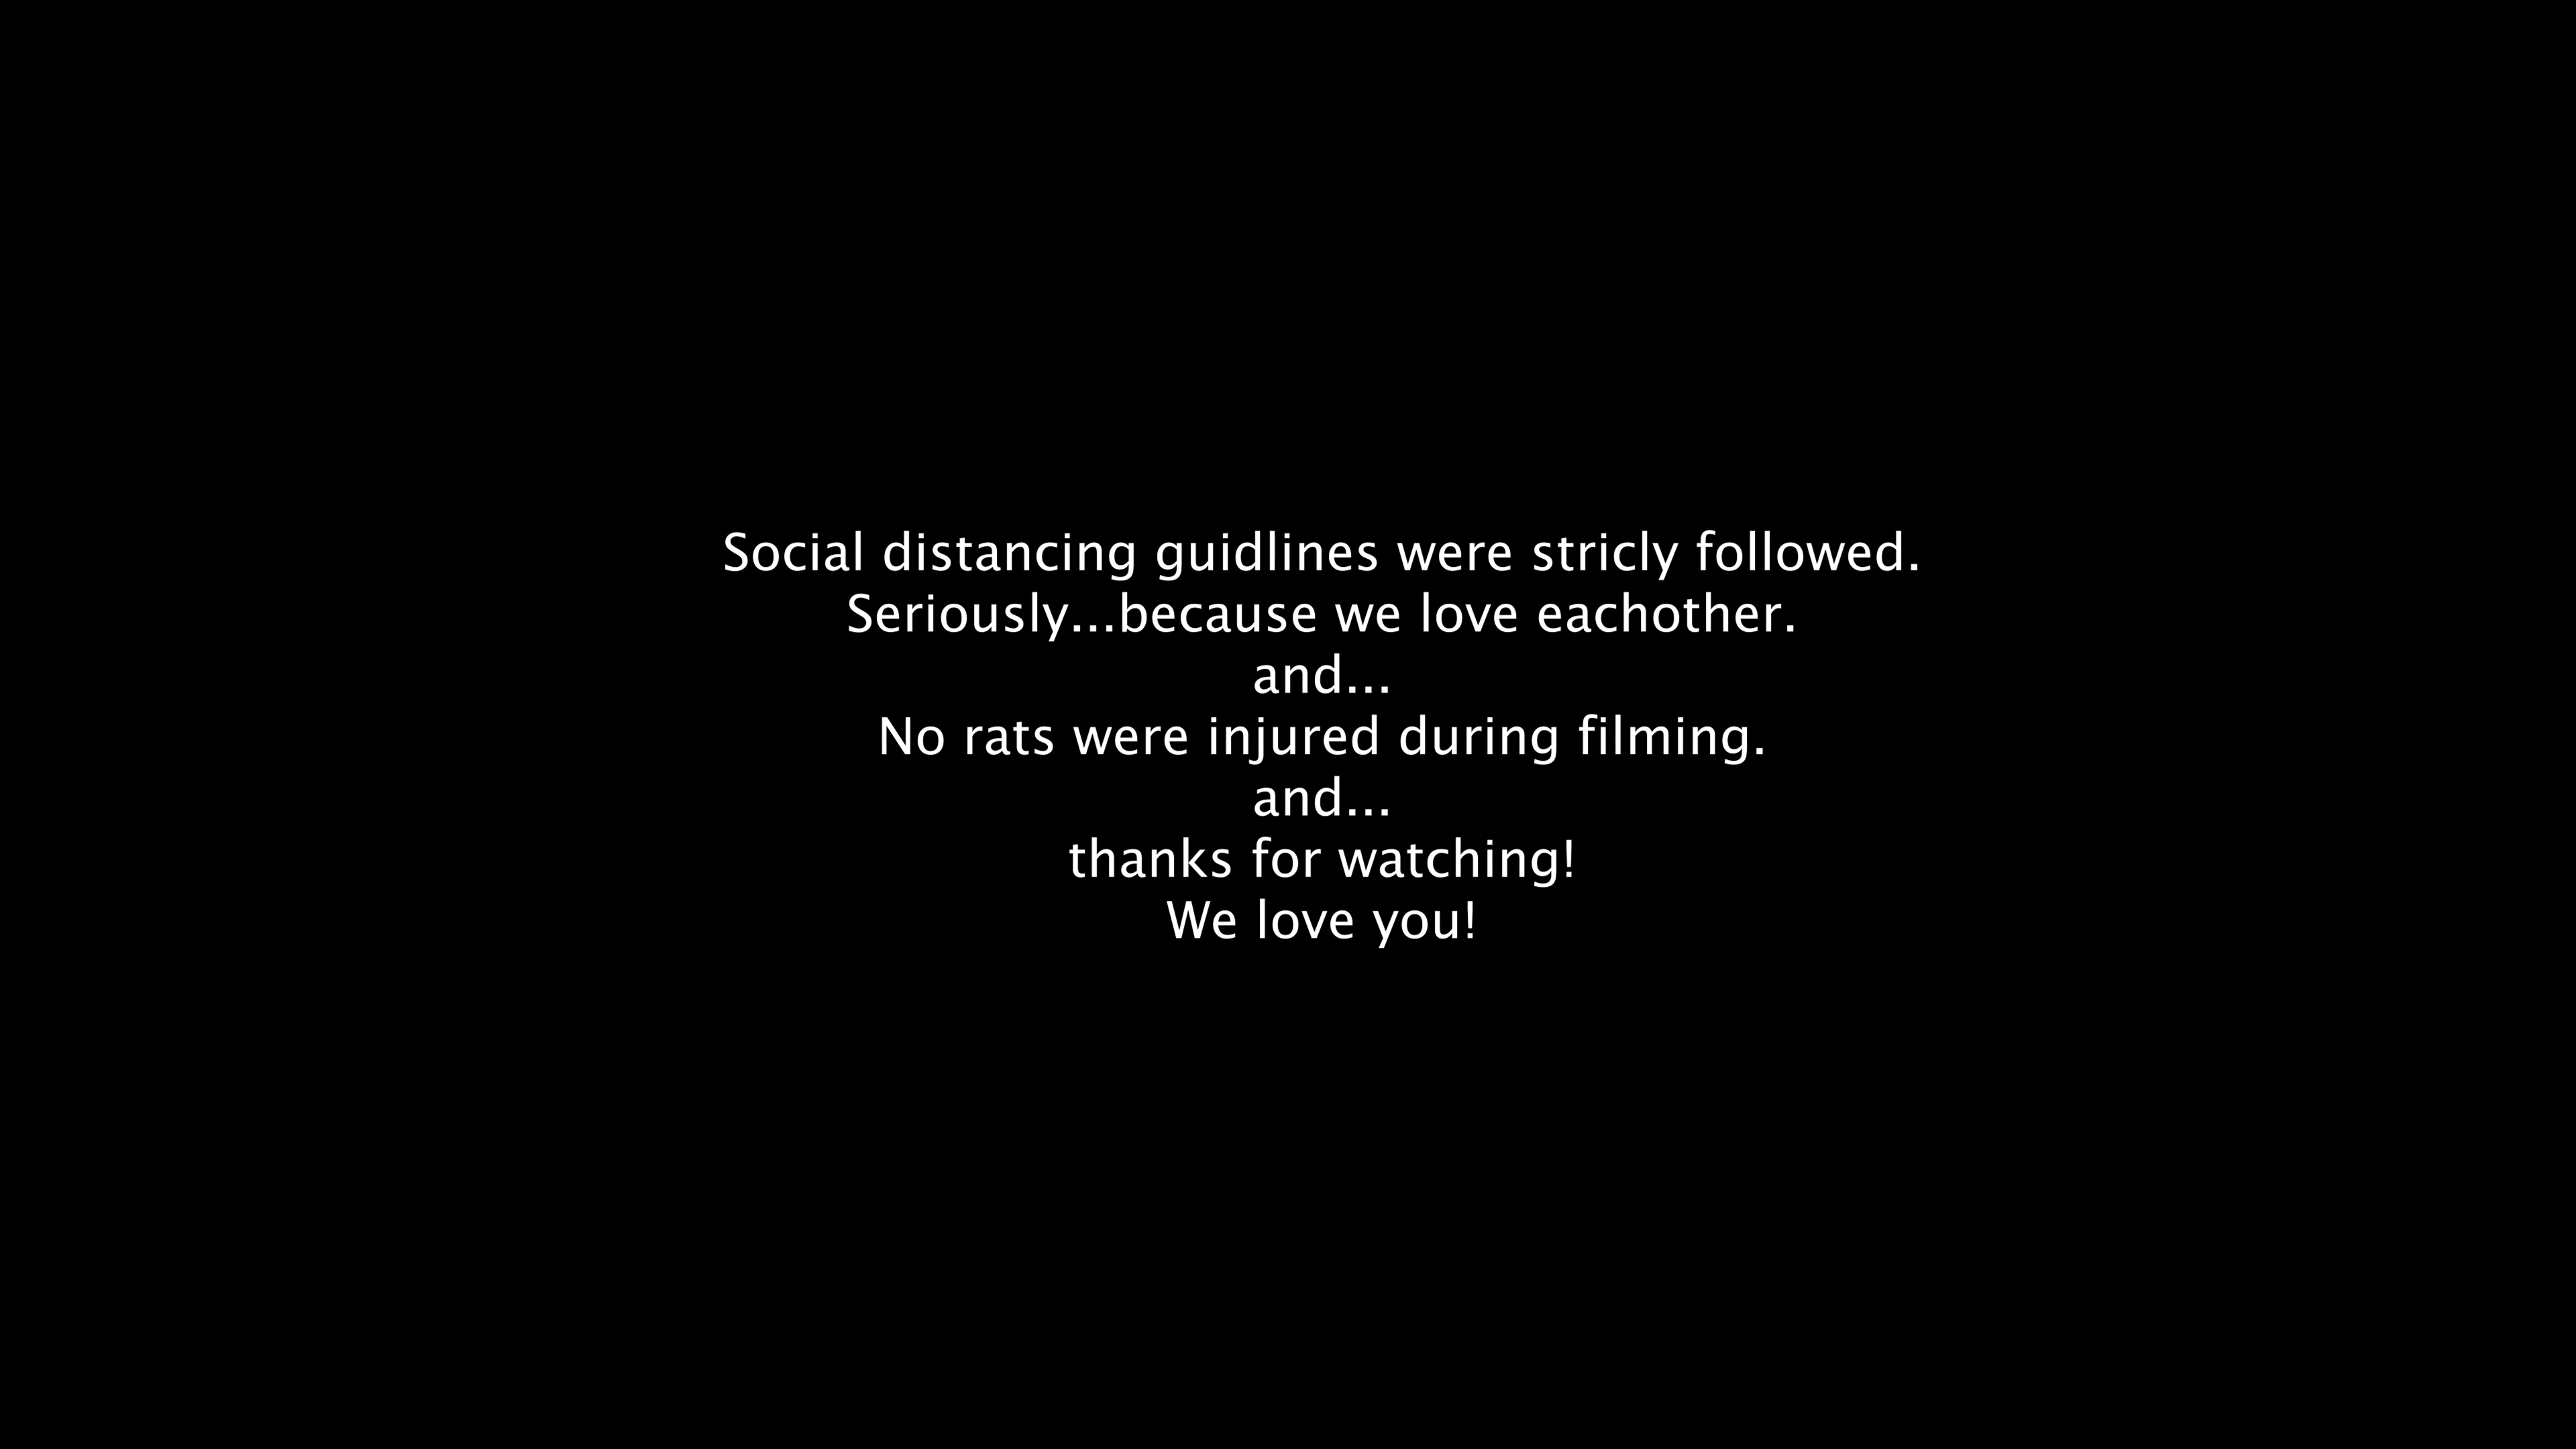 Social distancing guidlines were stricly followed.
Seriously...because we love eachother.
and...
No rats were injured during filming.
and...
thanks for watching!
We love you!